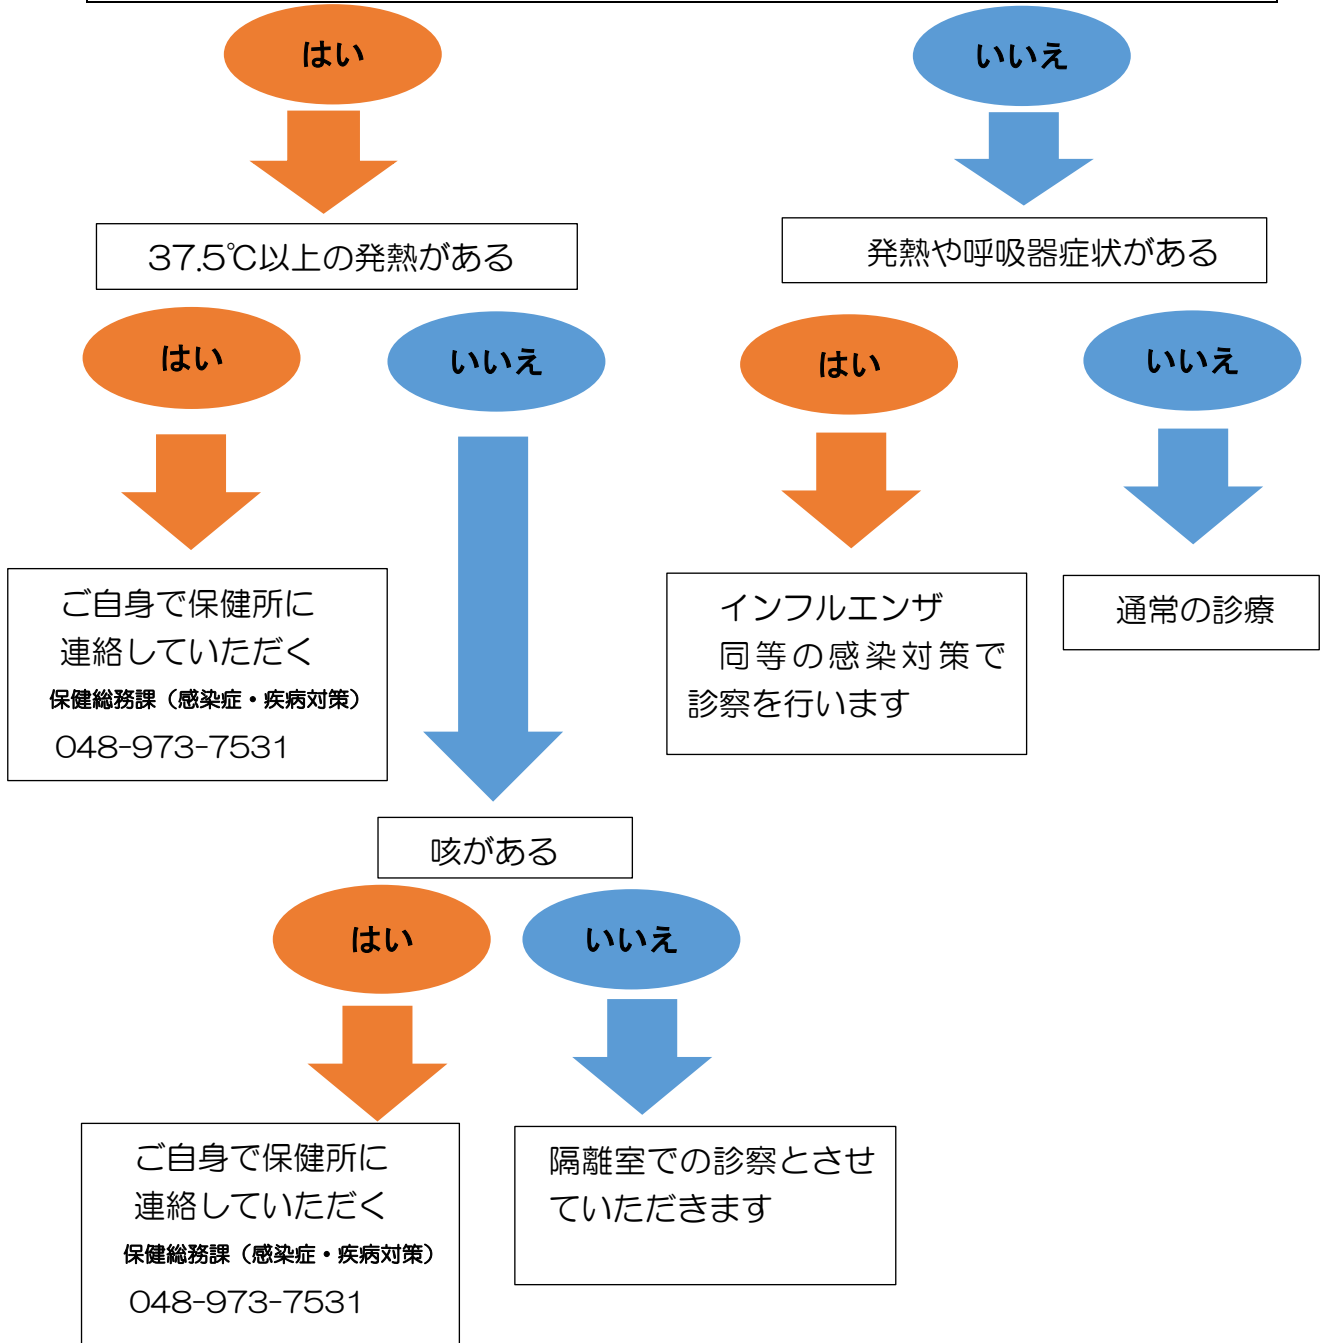 はい
いいえ
37.5℃以上の発熱がある
発熱や呼吸器症状がある
はい
いいえ
はい
いいえ
ご自身で保健所に
連絡していただく
保健総務課（感染症・疾病対策）
048-973-7531
インフルエンザ
同等の感染対策で
診察を行います
通常の診療
咳がある
はい
いいえ
ご自身で保健所に
連絡していただく
保健総務課（感染症・疾病対策）
048-973-7531
隔離室での診察とさせ
ていただきます